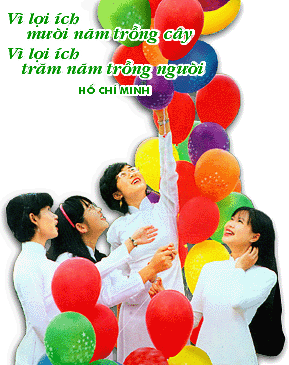 Vì lợi ích
mười năm trồng cây
Vì lợi ích
trăm năm trồng người
HỒ CHÍ MINH